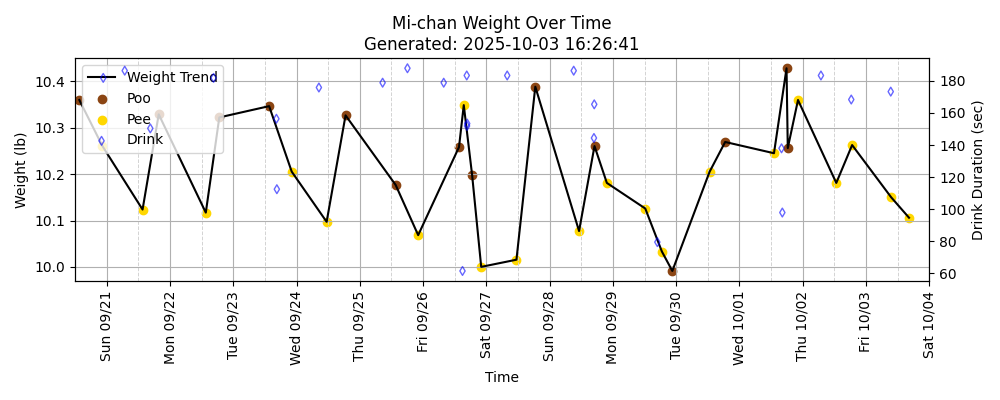 Mi-chan Weight Over Time
Generated: 2025-10-03 16:26:41
Weight (lb)
10.4
10.3
10.2
10.1
10.0
Weight Trend
Poo
Pee
Drink
180
160
140
120
100
80
60
Drink Duration (sec)
Sun 09/21
Mon 09/22
Tue 09/23
Wed 09/24
Thu 09/25
Fri 09/26
Sat 09/27
Sun 09/28
Mon 09/29
Tue 09/30
Wed 10/01
Thu 10/02
Fri 10/03
Sat 10/04
Time